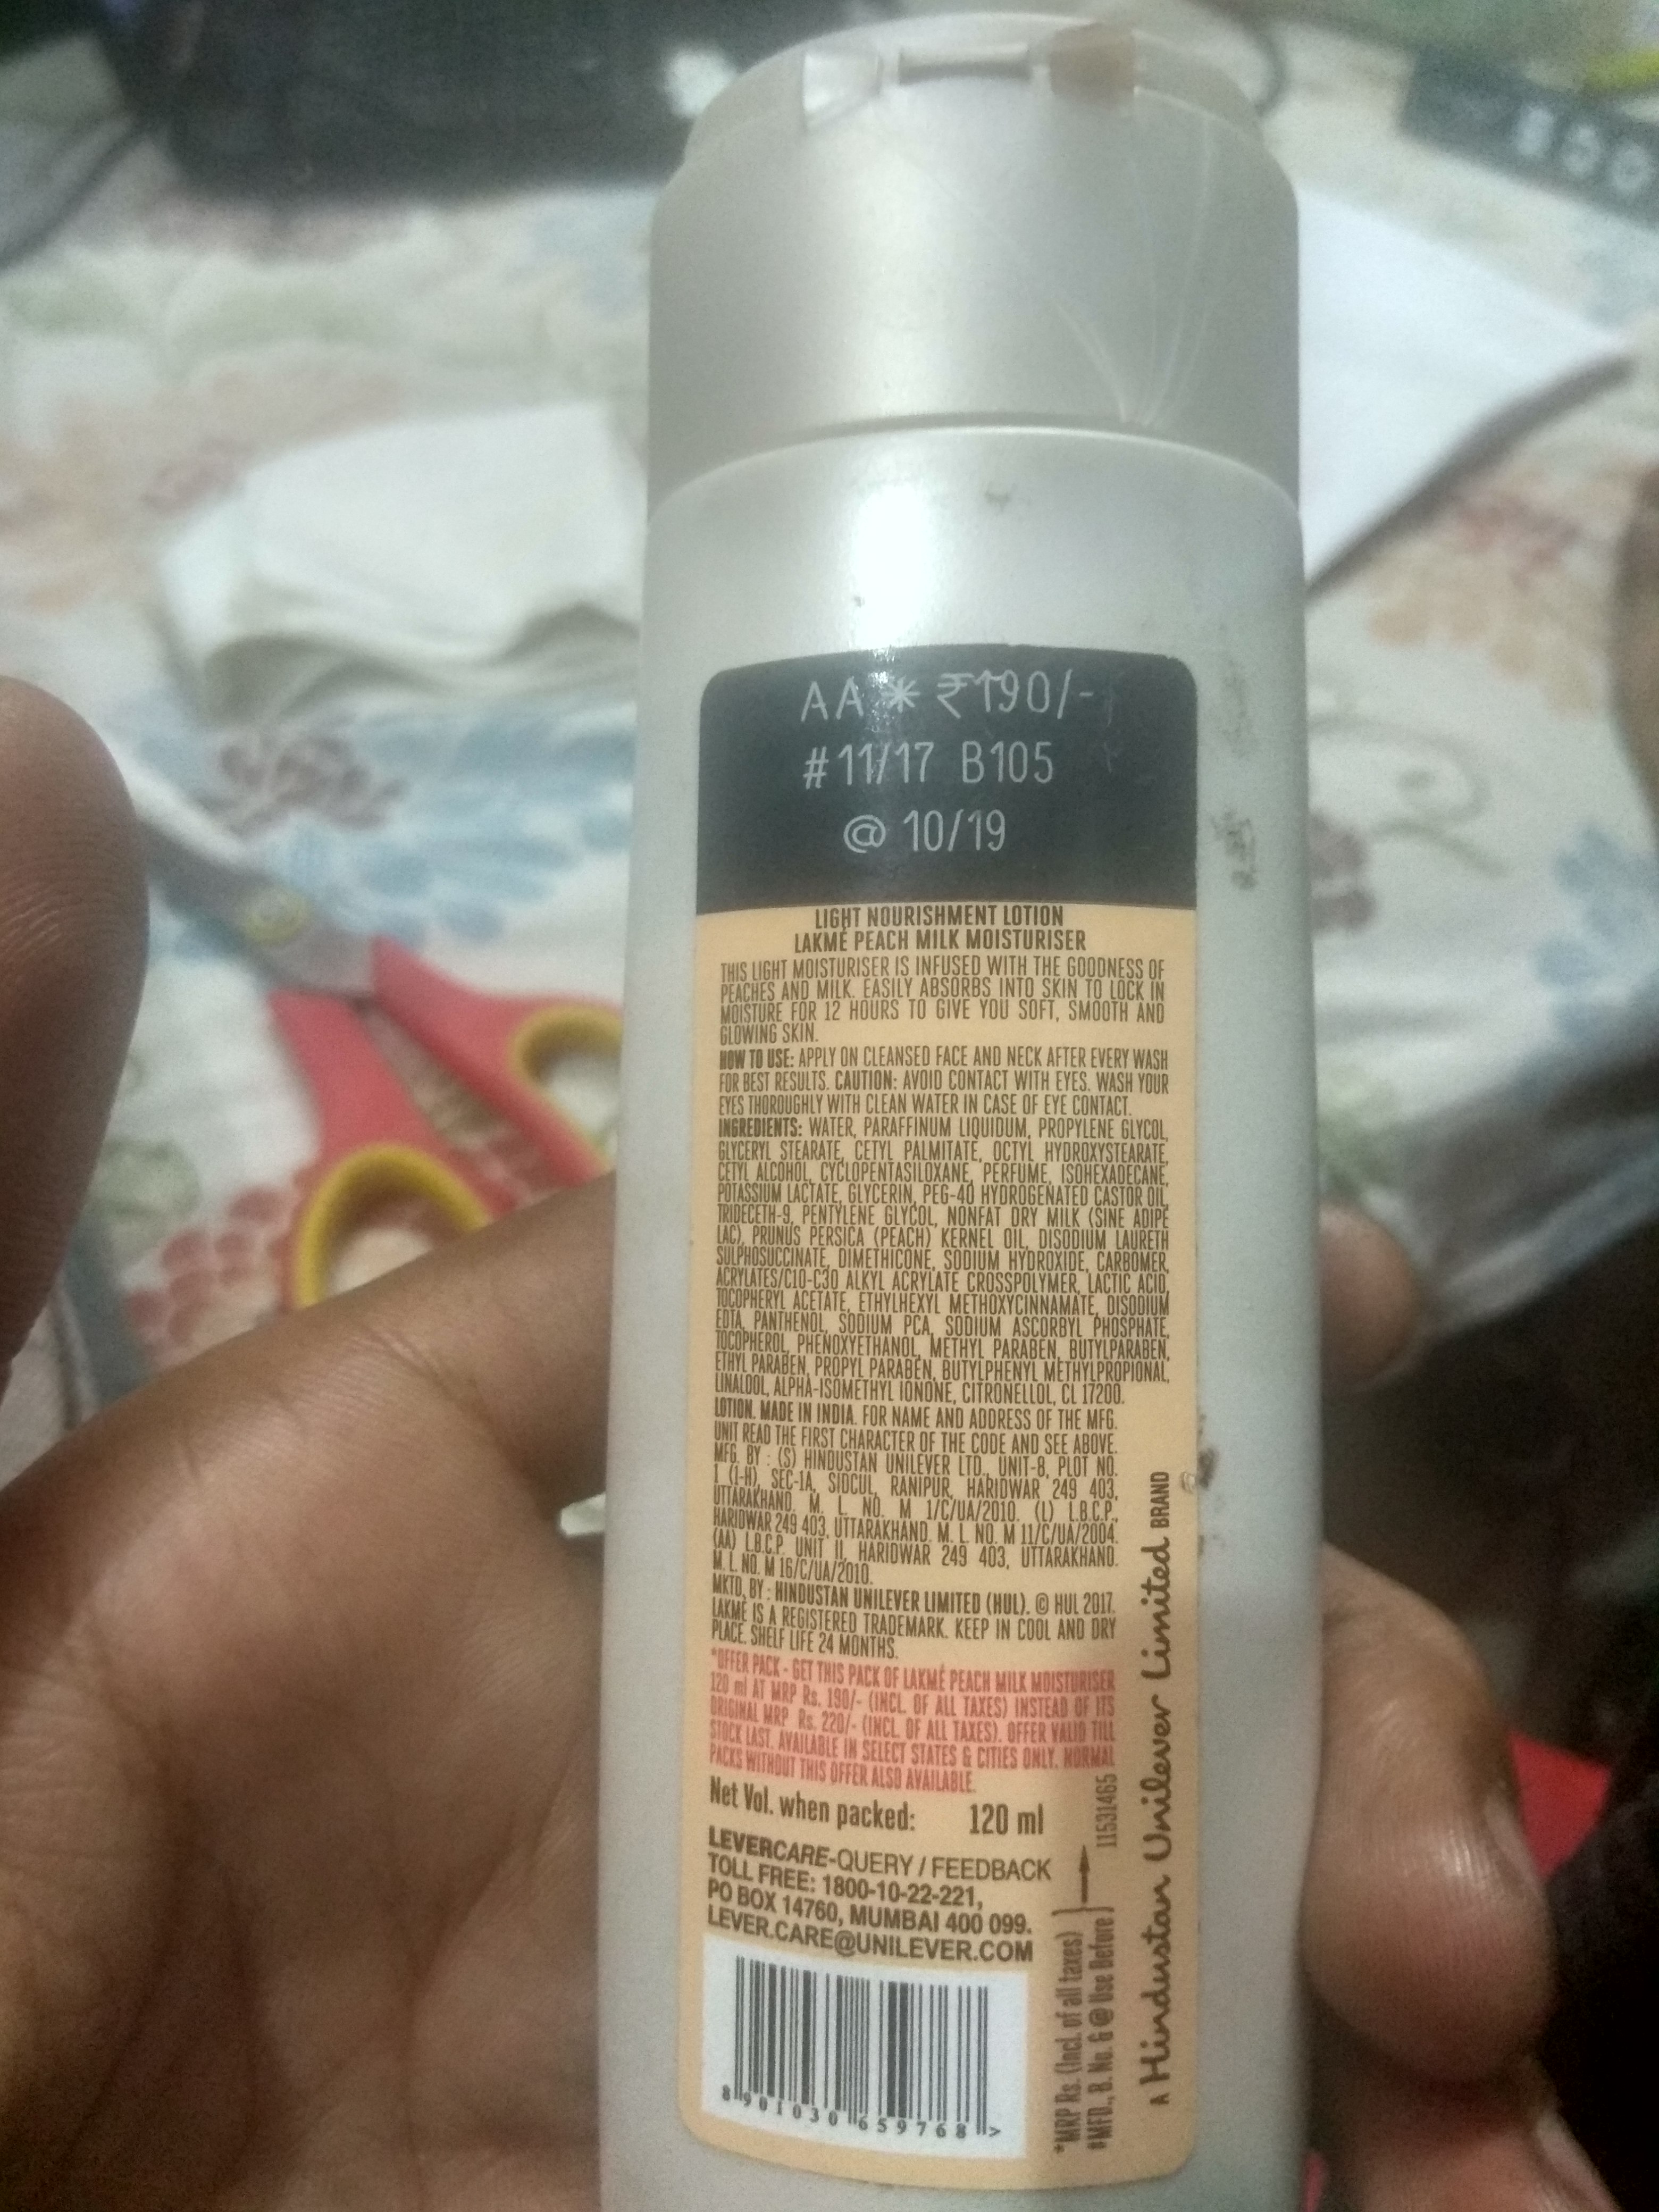 AA * ₹190/-
#11/17 B105
@ 10/19
LIGHT NOURISHMENT LOTION
LAKMÉ PEACH MILK MOISTURISER
THIS LIGHT MOISTURISER IS INFUSED WITH THE GOODNESS OF
PEACHES AND MILK. EASILY ABSORBS INTO SKIN TO LOCK IN
MOISTURE FOR 12 HOURS TO GIVE YOU SOFT, SMOOTH AND
GLOWING SKIN.
HOW TO USE: APPLY ON CLEANSED FACE AND NECK AFTER EVERY WASH
FOR BEST RESULTS. CAUTION: AVOID CONTACT WITH EYES. WASH YOUR
EYES THOROUGHLY WITH CLEAN WATER IN CASE OF EYE CONTACT.
INGREDIENTS: WATER, PARAFFINUM LIQUIDUM, PROPYLENE GLYCOL,
GLYCERYL STEARATE, CETYL PALMITATE, OCTYL HYDROXYSTEARATE,
CETYL ALCOHOL, CYCLOPENTASILOXANE, PERFUME, ISOHEXADECANE,
POTASSIUM LACTATE, GLYCERIN, PEG-40 HYDROGENATED CASTOR OIL,
TRIDECETH-9, PENTYLENE GLYCOL, NONFAT DRY MILK (SINE ADIPE
LAC), PRUNUS PERSICA (PEACH) KERNEL OIL, DISODIUM LAURETH
SULPHOSUCCINATE, DIMETHICONE, SODIUM HYDROXIDE, CARBOMER,
ACRYLATES/C10-C30 ALKYL ACRYLATE CROSSPOLYMER, LACTIC ACID,
TOCOPHERYL ACETATE, ETHYLHEXYL METHOXYCINNAMATE, DISODIUM
EDTA, PANTHENOL, SODIUM PCA, SODIUM ASCORBYL PHOSPHATE,
TOCOPHEROL, PHENOXYETHANOL, METHYL PARABEN, BUTYLPARABEN,
ETHYL PARABEN, PROPYL PARABEN, BUTYLPHENYL METHYLPROPIONAL,
LINALOOL, ALPHA-ISOMETHYL IONONE, CITRONELLOL, CL 17200.
LOTION. MADE IN INDIA. FOR NAME AND ADDRESS OF THE MFG.
UNIT READ THE FIRST CHARACTER OF THE CODE AND SEE ABOVE.
MFG. BY : (S) HINDUSTAN UNILEVER LTD., UNIT-8, PLOT NO.
1 (1-H), SEC-1A, SIDCUL, RANIPUR, HARIDWAR 249 403,
UTTARAKHAND. M. L. NO. M 1/C/UA/2010. (L) L.B.C.P.,
HARIDWAR 249 403, UTTARAKHAND. M. L. NO. M 11/C/UA/2004.
(AA) L.B.C.P. UNIT II, HARIDWAR 249 403, UTTARAKHAND.
M. L. NO. M 16/C/UA/2010.
MKTD, BY : HINDUSTAN UNILEVER LIMITED (HUL). © HUL 2017.
LAKMÉ IS A REGISTERED TRADEMARK. KEEP IN COOL AND DRY
PLACE. SHELF LIFE 24 MONTHS.
*OFFER PACK - GET THIS PACK OF LAKMÉ PEACH MILK MOISTURISER
120 ml AT MRP Rs. 190/- (INCL. OF ALL TAXES) INSTEAD OF ITS
ORIGINAL MRP Rs. 220/- (INCL. OF ALL TAXES). OFFER VALID TILL
STOCK LAST. AVAILABLE IN SELECT STATES & CITIES ONLY. NORMAL
PACKS WITHOUT THIS OFFER ALSO AVAILABLE.
Net Vol. when packed: 120 ml
LEVERCARE-QUERY / FEEDBACK
TOLL FREE: 1800-10-22-221,
PO BOX 14760, MUMBAI 400 099.
LEVER.CARE@UNILEVER.COM
8 901030 659768 >
*MRP Rs. (Incl. of all taxes)
#MFD., B. No. & @ Use Before
11531465
A Hindustan Unilever Limited BRAND